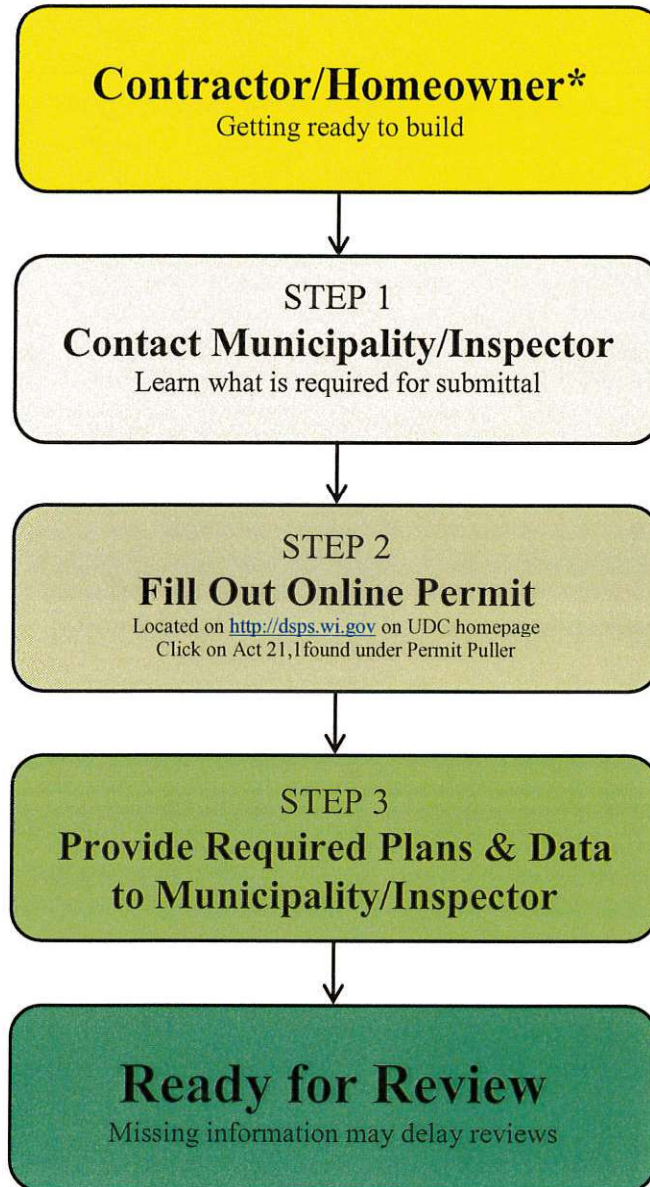 Contractor/Homeowner*
Getting ready to build
STEP 1
Contact Municipality/Inspector
Learn what is required for submittal
STEP 2
Fill Out Online Permit
Located on http://dsps.wi.gov on UDC homepage
Click on Act 21,1found under Permit Puller
STEP 3
Provide Required Plans & Data
to Municipality/Inspector
Ready for Review
Missing information may delay reviews